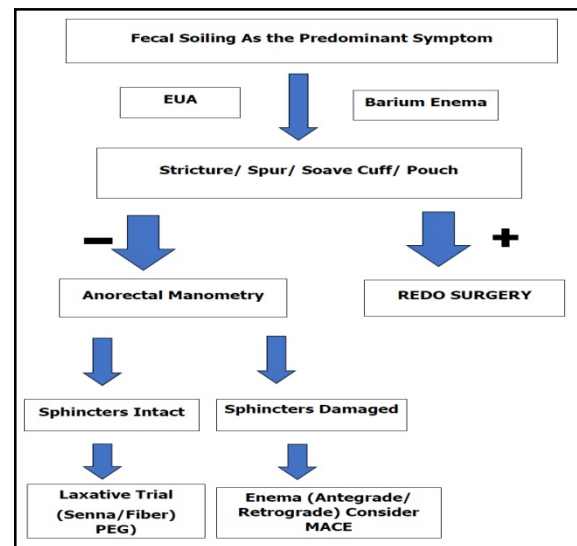 Fecal Soiling As the Predominant Symptom
EUA
Barium Enema
Stricture/ Spur/ Soave Cuff/ Pouch
–
+
Anorectal Manometry
REDO SURGERY
Sphincters Intact
Sphincters Damaged
Laxative Trial
(Senna/Fiber)
PEG)
Enema (Antegrade/
Retrograde) Consider
MACE